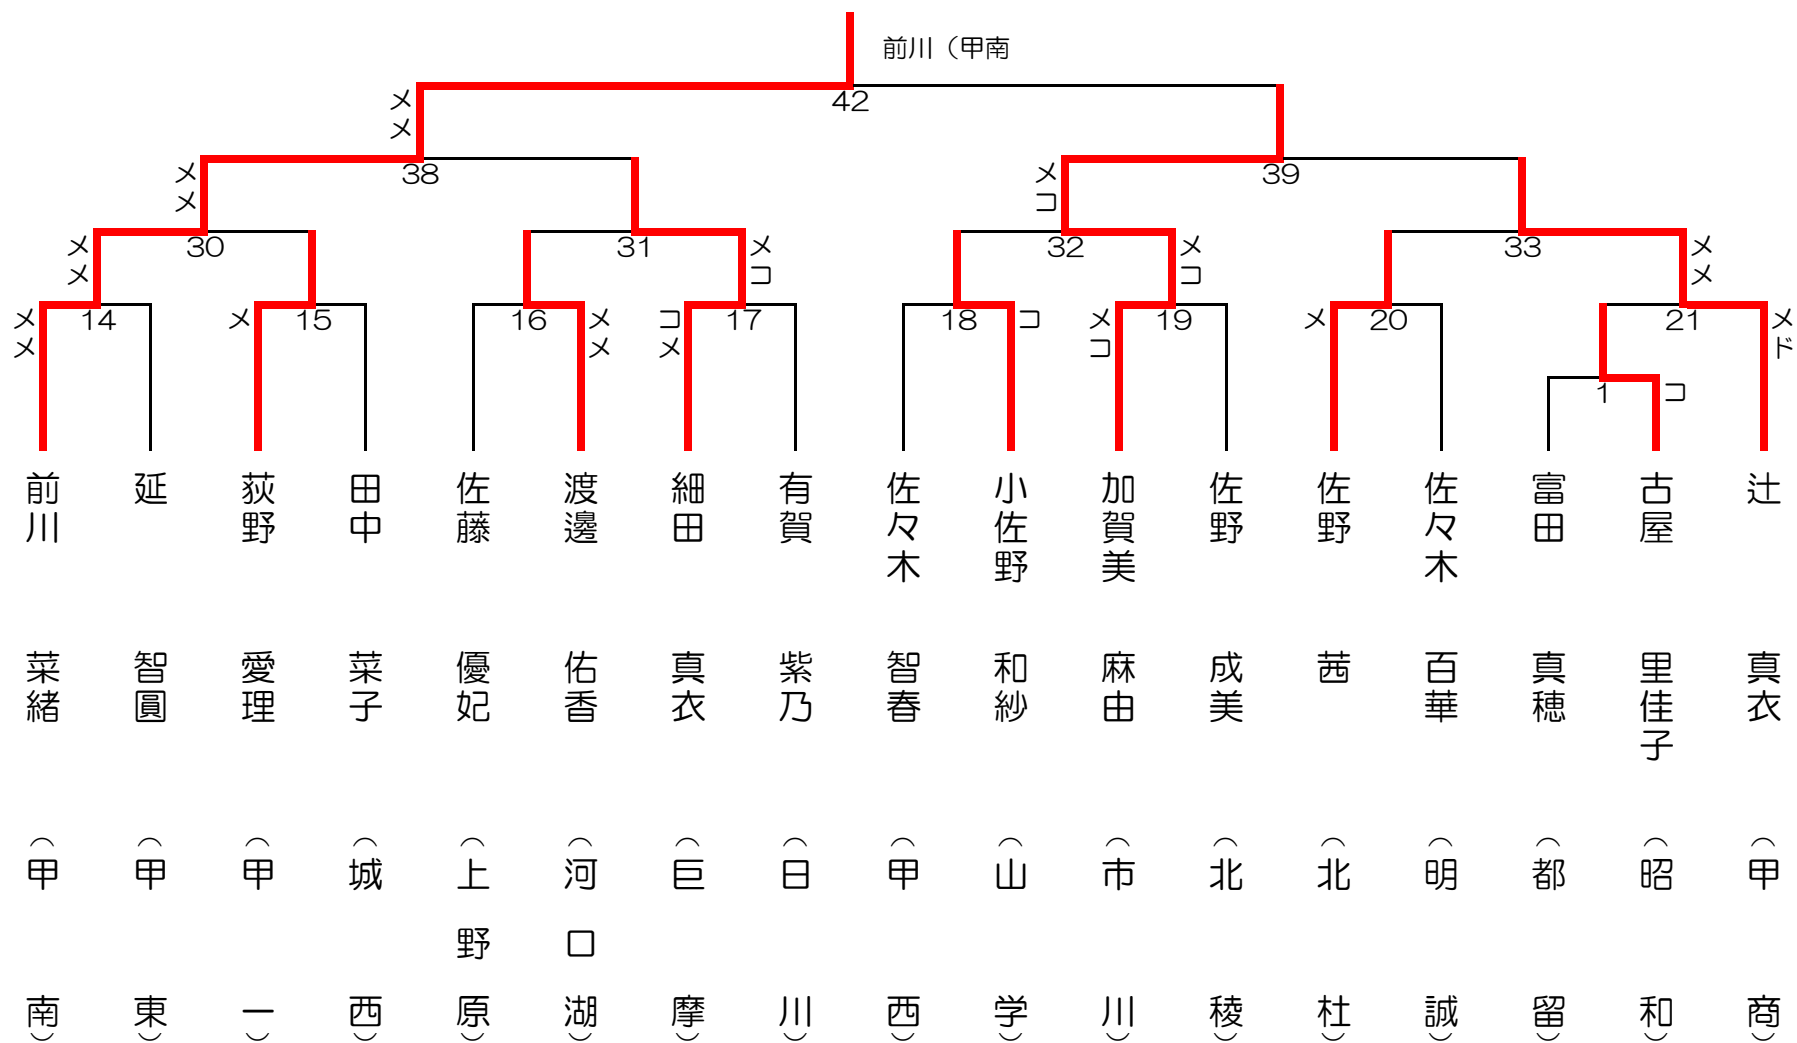 前川（甲南
42
メメ
38
39
メメ
メコ
30
31
32
33
メメ
メコ
メコ
メメ
14
15
16
17
18
19
20
21
メメ
メ
メメ
コメ
コ
メコ
メ
メド
1
コ
前川 菜緒 （甲南）
延 智圓 （甲東）
荻野 愛理 （甲一）
田中 菜子 （城西）
佐藤 優妃 （上野原）
渡邊 佑香 （河口湖）
細田 真衣 （巨摩）
有賀 紫乃 （日川）
佐々木 智春 （甲西）
小佐野 和紗 （山学）
加賀美 麻由 （市川）
佐野 成美 （北稜）
佐野 茜 （北杜）
佐々木 百華 （明誠）
富田 真穂 （都留）
古屋 里佳子 （昭和）
辻 真衣 （甲商）